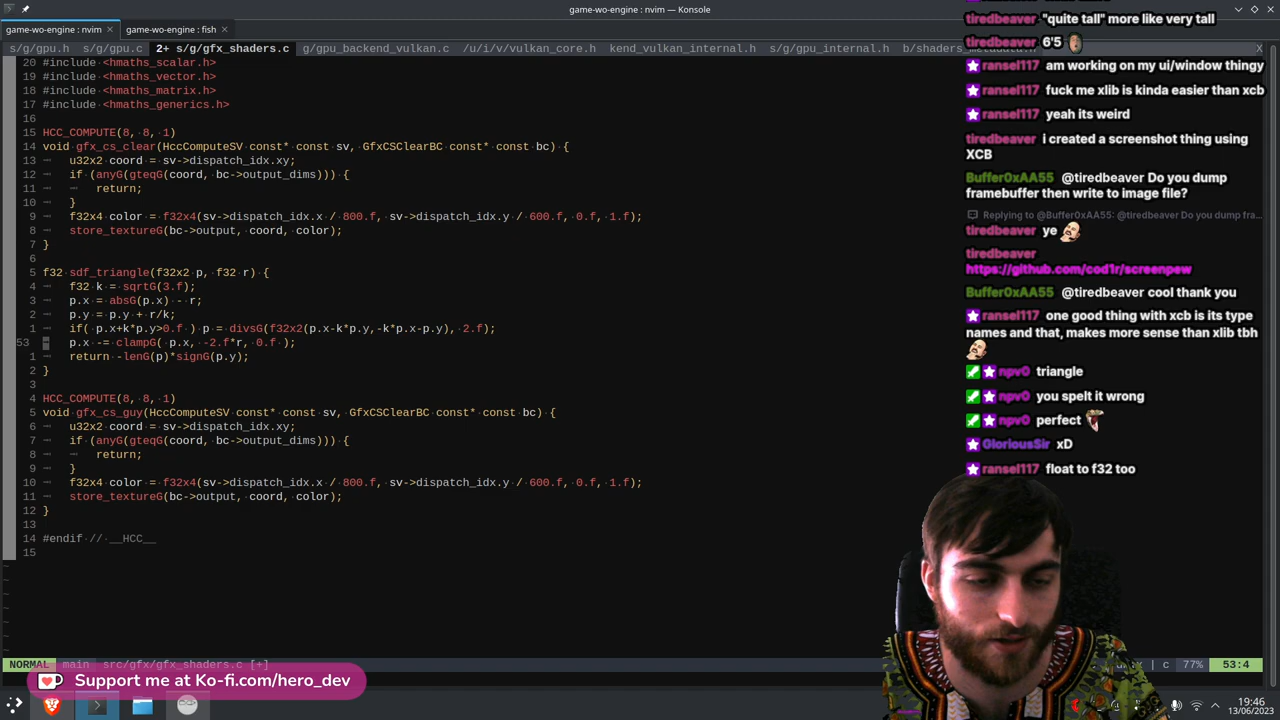 game-wo-engine : nvim — Konsole
game-wo-engine : nvim
game-wo-engine : fish
s/g/gpu.h s/g/gpu.c 2+ s/g/gfx_shaders.c /u/i/v/vulkan_core.h kend_vulkan_internal.h s/g/gpu_internal.h X
20 #include <hmaths_scalar.h>
19 #include <hmaths_vector.h>
18 #include <hmaths_matrix.h>
17 #include <hmaths_generics.h>
16
15 HCC_COMPUTE(8, 8, 1)
14 void gfx_cs_clear(HccComputeSV const* const sv, GfxCSClearBC const* const bc) {
13 u32x2 coord = sv->dispatch_idx.xy;
12 if (anyG(gteqG(coord, bc->output_dims))) {
11 return;
10 }
9 f32x4 color = f32x4(sv->dispatch_idx.x / 800.f, sv->dispatch_idx.y / 600.f, 0.f, 1.f);
8 store_textureG(bc->output, coord, color);
7 }
6
5 f32 sdf_triangle(f32x2 p, f32 r) {
4 f32 k = sqrtG(3.f);
3 p.x = absG(p.x) - r;
2 p.y = p.y + r/k;
1 if( p.x+k*p.y>0.f ) p = divsG(f32x2(p.x-k*p.y,-k*p.x-p.y), 2.f);
53 p.x -= clampG( p.x, -2.f*r, 0.f );
1 return -lenG(p)*signG(p.y);
2 }
3
4 HCC_COMPUTE(8, 8, 1)
5 void gfx_cs_guy(HccComputeSV const* const sv, GfxCSClearBC const* const bc) {
6 u32x2 coord = sv->dispatch_idx.xy;
7 if (anyG(gteqG(coord, bc->output_dims))) {
8 return;
9 }
10 f32x4 color = f32x4(sv->dispatch_idx.x / 800.f, sv->dispatch_idx.y / 600.f, 0.f, 1.f);
11 store_textureG(bc->output, coord, color);
12 }
13
14 #endif // __HCC__
15
NORMAL main src/gfx/gfx_shaders.c [+] | c 77% 53:4
Support me at Ko-fi.com/hero_dev
19:46
13/06/2023
tiredbeaver "quite tall" more like very tall
tiredbeaver 6'5
ransel117 am working on my ui/window thingy
ransel117 fuck me xlib is kinda easier than xcb
ransel117 yeah its weird
tiredbeaver i created a screenshot thing using
XCB
Buffer0xAA55 @tiredbeaver Do you dump
framebuffer then write to image file?
Replying to @Buffer0xAA55: @tiredbeaver Do you dump fra...
tiredbeaver ye
tiredbeaver
https://github.com/cod1r/screenpew
Buffer0xAA55 @tiredbeaver cool thank you
ransel117 one good thing with xcb is its type
names and that, makes more sense than xlib tbh
npv0 triangle
npv0 you spelt it wrong
npv0 perfect
GloriousSir xD
ransel117 float to f32 too